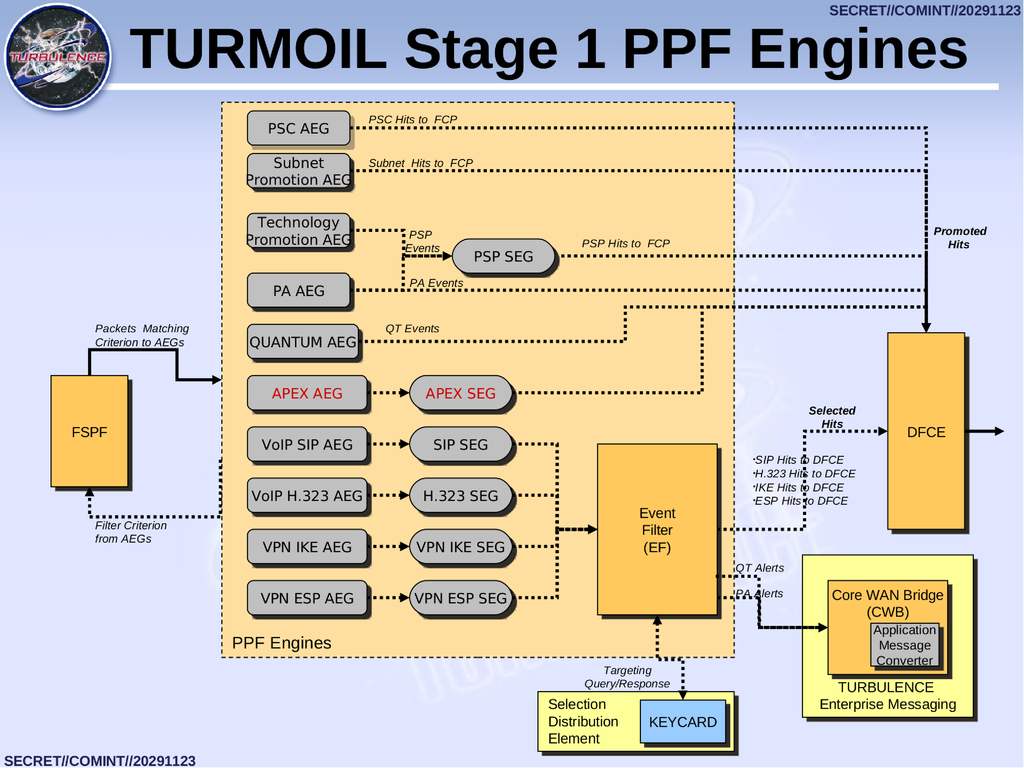 SECRET//COMINT//20291123
TURBULENCE
TURMOIL Stage 1 PPF Engines
PSC AEG
PSC Hits to FCP
Subnet
Promotion AEG
Subnet Hits to FCP
Technology
Promotion AEG
PSP
Events
PSP SEG
PSP Hits to FCP
Promoted
Hits
PA AEG
PA Events
QUANTUM AEG
QT Events
Packets Matching
Criterion to AEGs
FSPF
Filter Criterion
from AEGs
APEX AEG
APEX SEG
VoIP SIP AEG
SIP SEG
VoIP H.323 AEG
H.323 SEG
VPN IKE AEG
VPN IKE SEG
VPN ESP AEG
VPN ESP SEG
PPF Engines
Event
Filter
(EF)
Selected
Hits
DFCE
•SIP Hits to DFCE
•H.323 Hits to DFCE
•IKE Hits to DFCE
•ESP Hits to DFCE
QT Alerts
PA Alerts
Core WAN Bridge
(CWB)
Application
Message
Converter
TURBULENCE
Enterprise Messaging
Targeting
Query/Response
Selection
Distribution
Element
KEYCARD
SECRET//COMINT//20291123